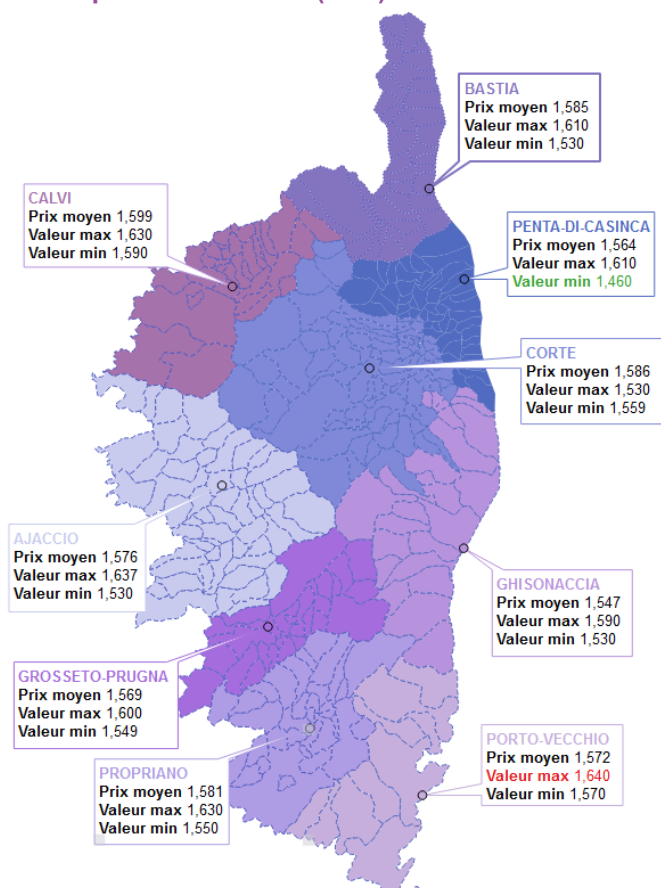 BASTIA
Prix moyen 1,585
Valeur max 1,610
Valeur min 1,530
CALVI
Prix moyen 1,599
Valeur max 1,630
Valeur min 1,590
PENTA-DI-CASINCA
Prix moyen 1,564
Valeur max 1,610
Valeur min 1,460
CORTE
Prix moyen 1,586
Valeur max 1,530
Valeur min 1,559
AJACCIO
Prix moyen 1,576
Valeur max 1,637
Valeur min 1,530
GHISONACCIA
Prix moyen 1,547
Valeur max 1,590
Valeur min 1,530
GROSSETO-PRUGNA
Prix moyen 1,569
Valeur max 1,600
Valeur min 1,549
PORTO-VECCHIO
Prix moyen 1,572
Valeur max 1,640
Valeur min 1,570
PROPRIANO
Prix moyen 1,581
Valeur max 1,630
Valeur min 1,550